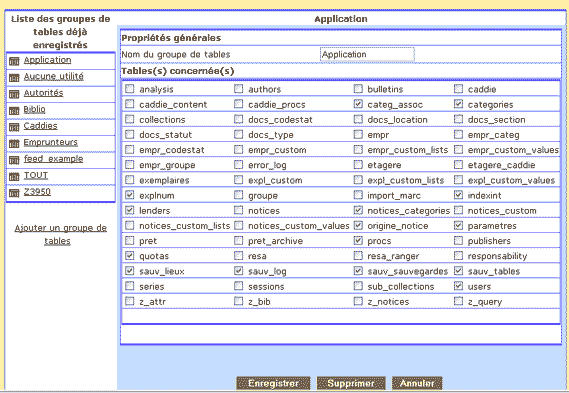 Liste des groupes de
tables déjà
enregistrés
Application
Aucune utilité
Autorités
Biblio
Caddies
Emprunteurs
feed_example
TOUT
Z3950
Ajouter un groupe de
tables
Application
Propriétés générales
Nom du groupe de tables Application
Tables(s) concernée(s)
analysis authors bulletins caddie
caddie_content caddie_procs categ_assoc categories
collections docs_codestat docs_location docs_section
docs_statut docs_type empr empr_categ
empr_codestat empr_custom empr_custom_lists empr_custom_values
empr_groupe error_log etagere etagere_caddie
exemplaires expl_custom expl_custom_lists expl_custom_values
explnum groupe import_marc indexint
lenders notices notices_categories notices_custom
notices_custom_lists notices_custom_values origine_notice parametres
pret pret_archive procs publishers
quotas resa resa_ranger responsability
sauv_lieux sauv_log sauv_sauvegardes sauv_tables
series sessions sub_collections users
z_attr z_bib z_notices z_query
Enregistrer Supprimer Annuler